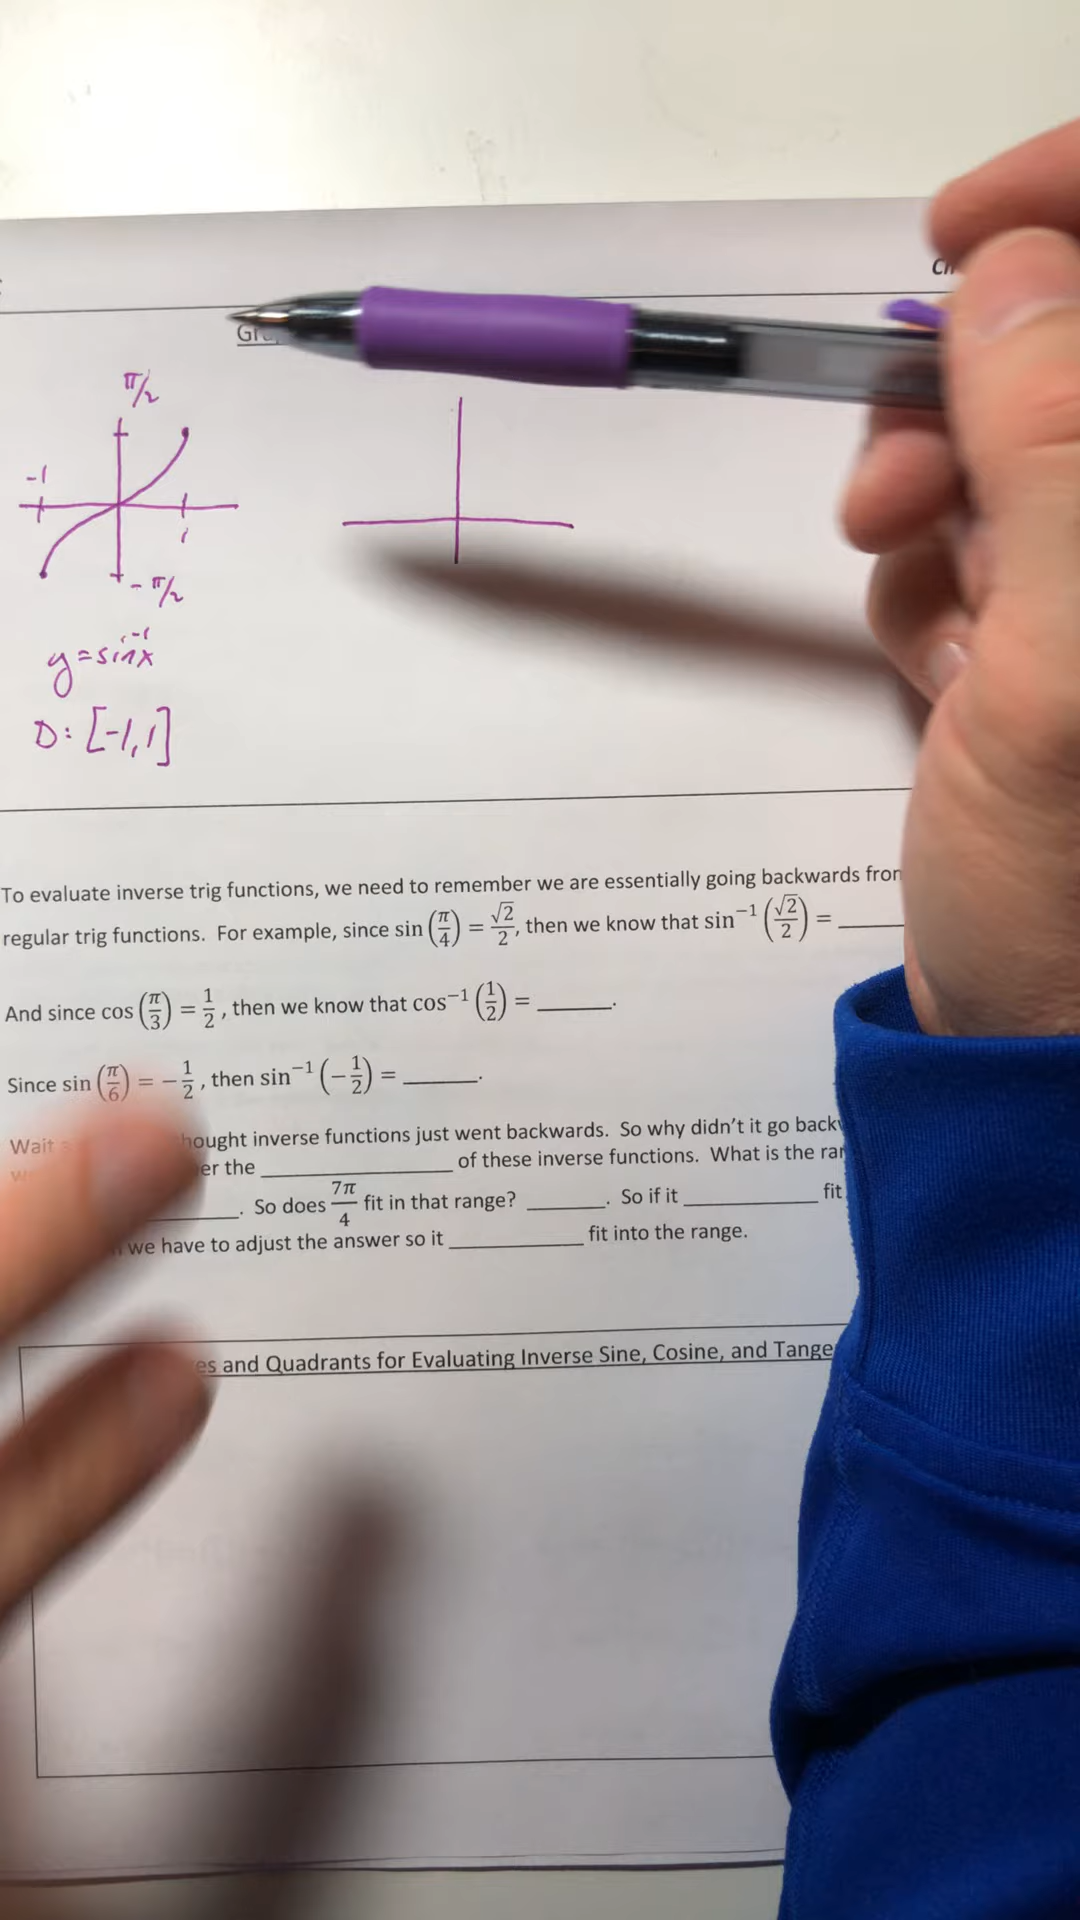 π/2
-1
1
- π/2
y = sin⁻¹x
D: [-1, 1]
To evaluate inverse trig functions, we need to remember we are essentially going backwards
regular trig functions. For example, since sin (π/4) = √2/2, then we know that sin⁻¹ (√2/2) = ______
And since cos (π/3) = 1/2, then we know that cos⁻¹ (1/2) = ______.
Since sin (π/6) = -1/2, then sin⁻¹ (-1/2) = ______.
Wait hought inverse functions just went backwards. So why didn't it go
er the ______ of these inverse functions. What is the
______. So does 7π/4 fit in that range? ______. So if it ______ fit
we have to adjust the answer so it ______ fit into the range.
es and Quadrants for Evaluating Inverse Sine, Cosine, and